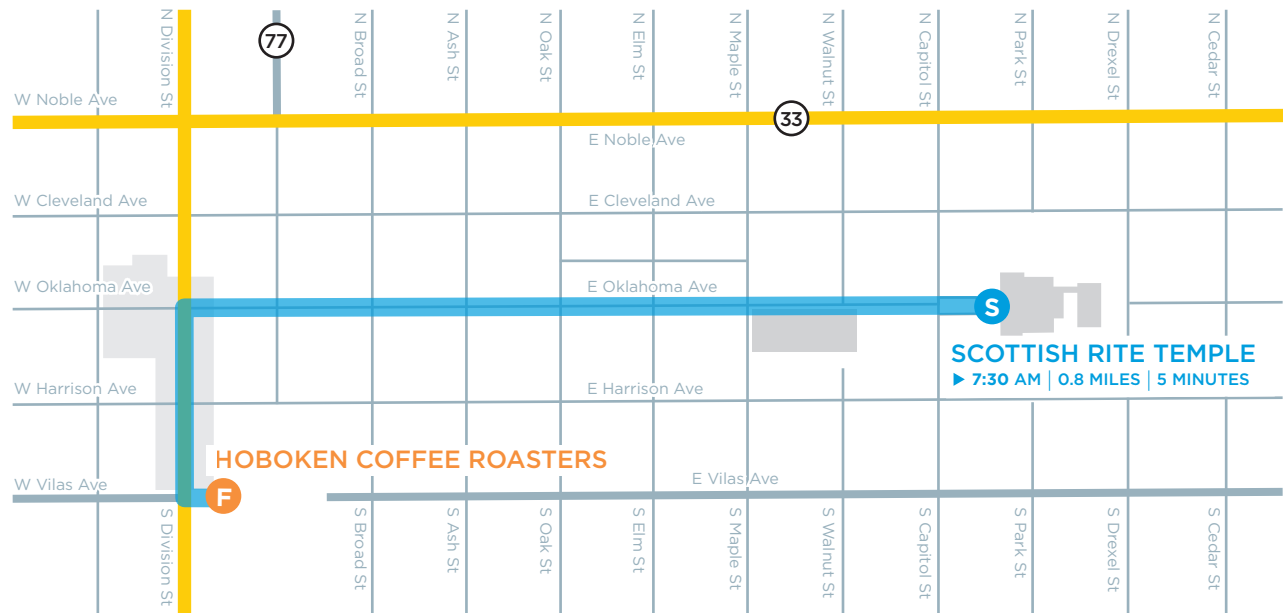 N Division St
77
N Broad St
N Ash St
N Oak St
N Elm St
N Maple St
N Walnut St
N Capitol St
N Park St
N Drexel St
N Cedar St
W Noble Ave
33
E Noble Ave
W Cleveland Ave
E Cleveland Ave
W Oklahoma Ave
E Oklahoma Ave
S
SCOTTISH RITE TEMPLE
▶ 7:30 AM | 0.8 MILES | 5 MINUTES
W Harrison Ave
E Harrison Ave
HOBOKEN COFFEE ROASTERS
W Vilas Ave
F
E Vilas Ave
S Division St
S Broad St
S Ash St
S Oak St
S Elm St
S Maple St
S Walnut St
S Capitol St
S Park St
S Drexel St
S Cedar St